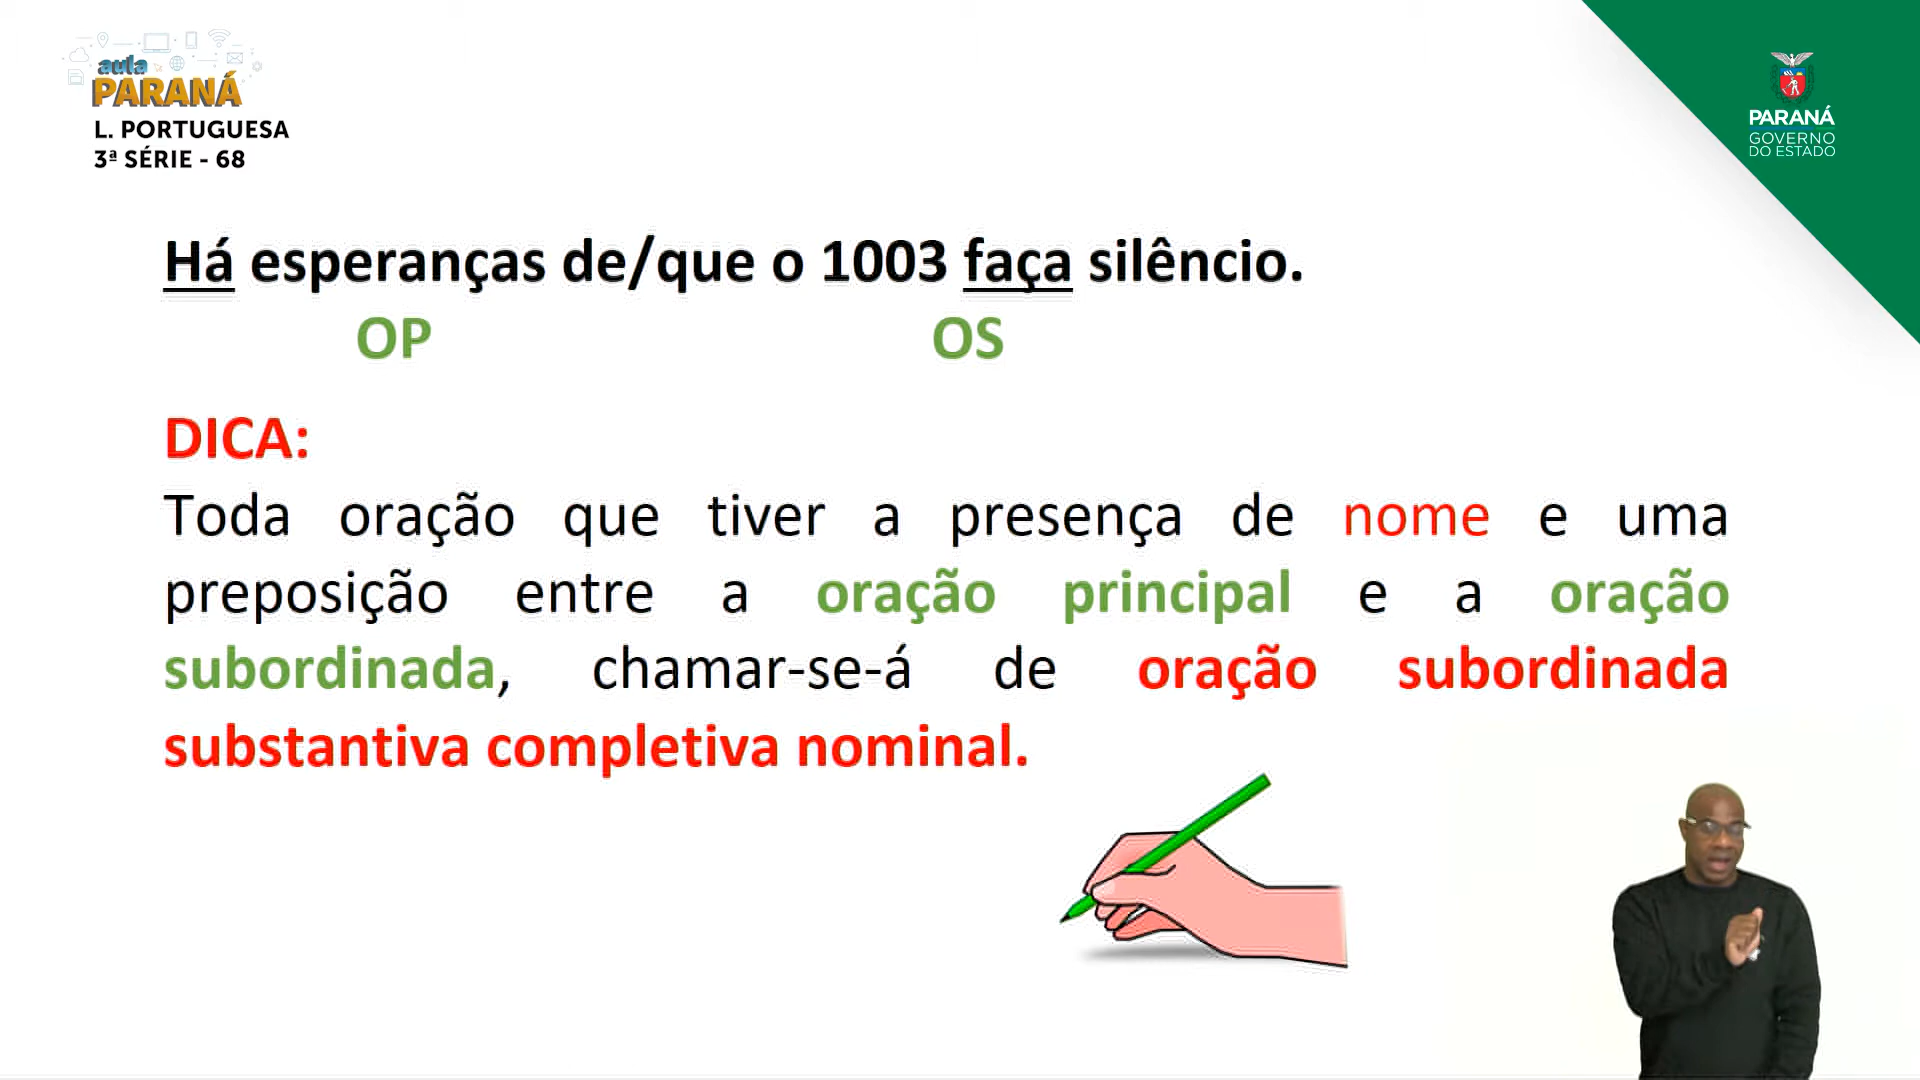 aula
PARANÁ
L. PORTUGUESA
3ª SÉRIE - 68
PARANÁ
GOVERNO
DO ESTADO
Há esperanças de/que o 1003 faça silêncio.
OP OS
DICA:
Toda oração que tiver a presença de nome e uma
preposição entre a oração principal e a oração
subordinada, chamar-se-á de oração subordinada
substantiva completiva nominal.